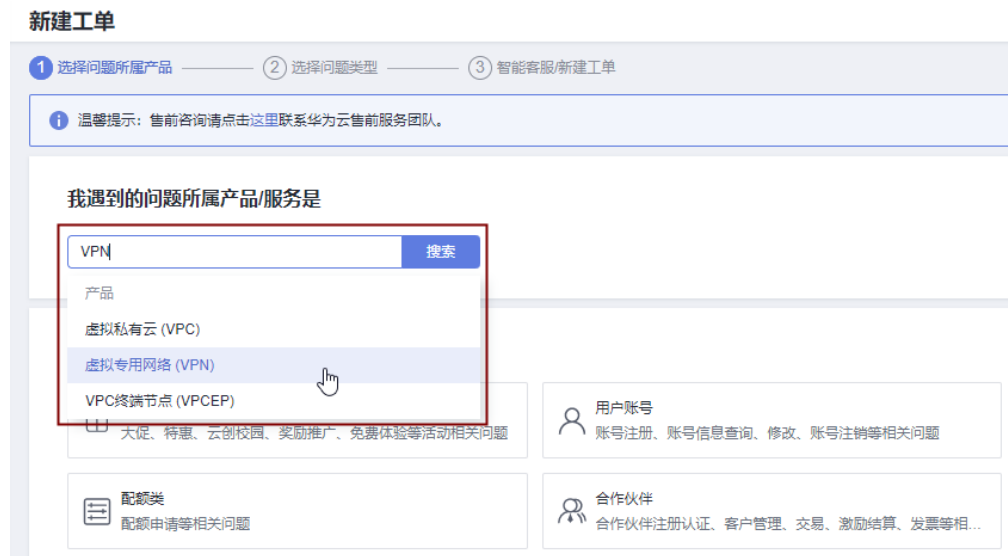 新建工单
1 选择问题所属产品 2 选择问题类型 3 智能客服/新建工单
温馨提示：售前咨询请点击这里联系华为云售前服务团队。
我遇到的问题所属产品/服务是
VPN 搜索
产品
虚拟私有云 (VPC)
虚拟专用网络 (VPN)
VPC终端节点 (VPCEP)
大促、特惠、云创校园、奖励推广、免费体验等活动相关问题
用户账号
账号注册、账号信息查询、修改、账号注销等相关问题
配额类
配额申请等相关问题
合作伙伴
合作伙伴注册认证、客户管理、交易、激励结算、发票等相...